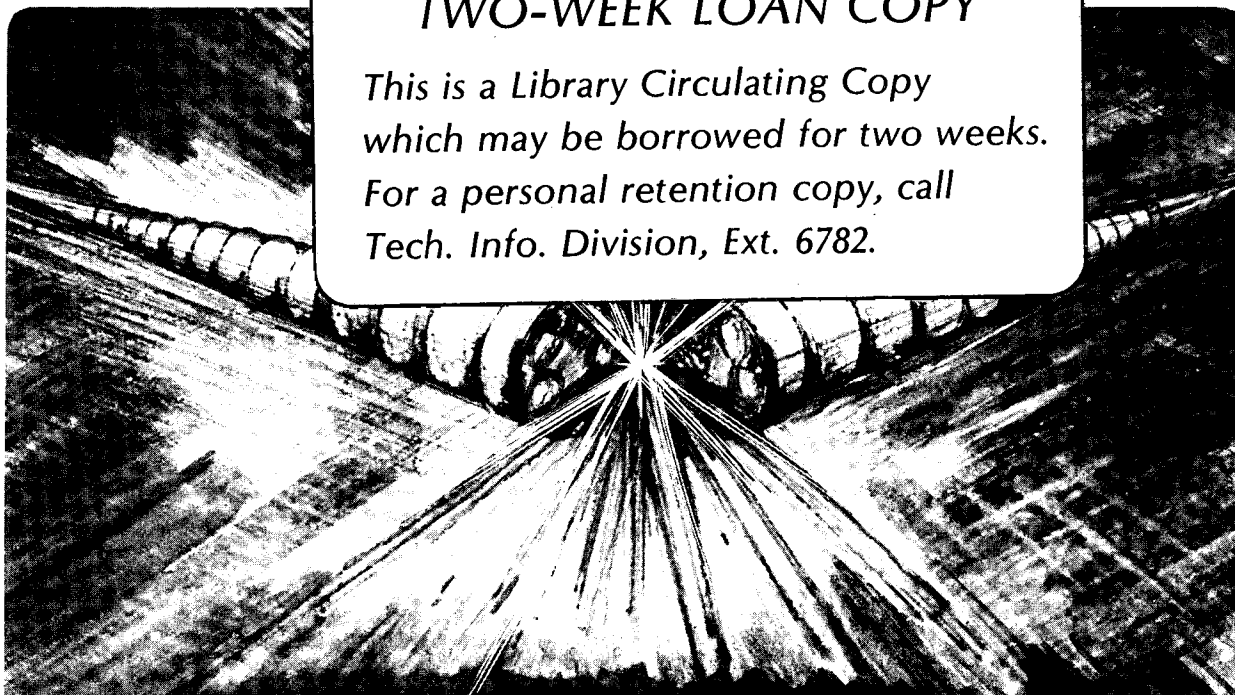 TWO-WEEK LOAN COPY
This is a Library Circulating Copy
which may be borrowed for two weeks.
For a personal retention copy, call
Tech. Info. Division, Ext. 6782.